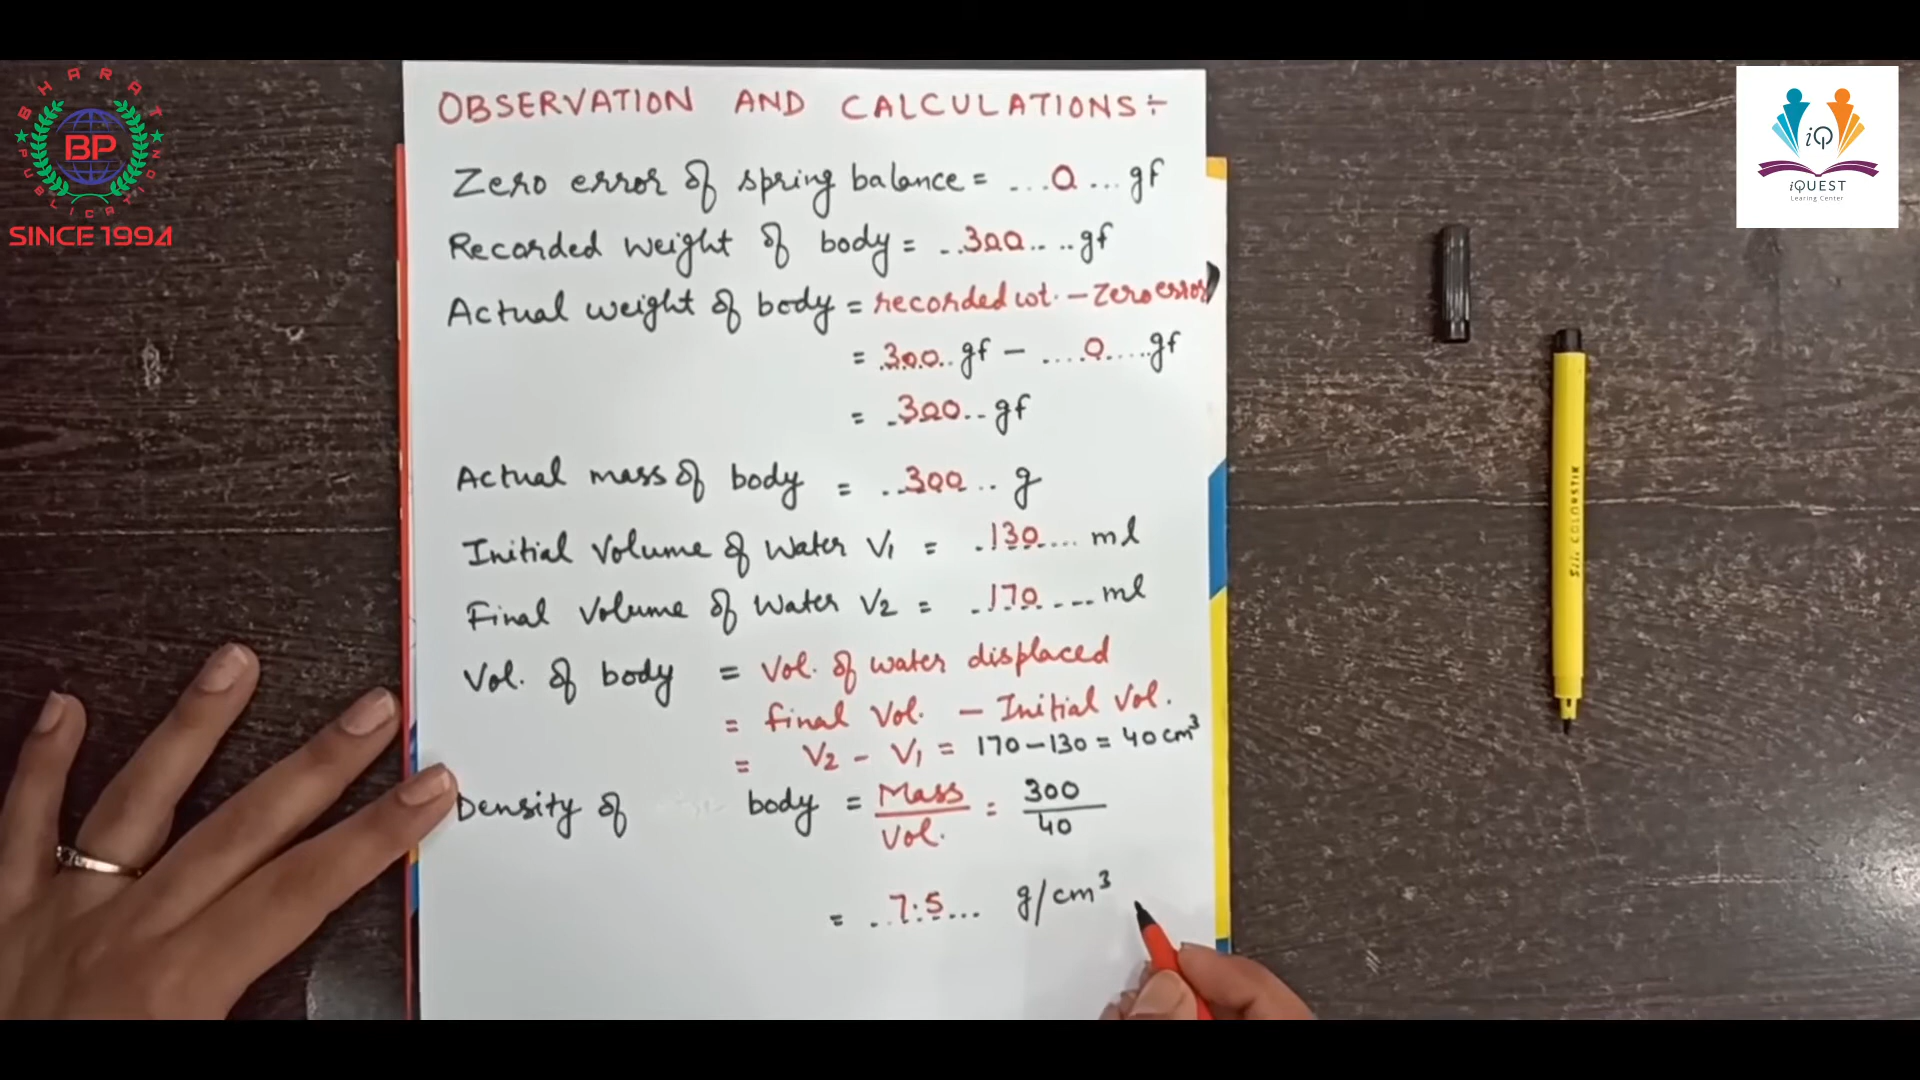 BHARAT
BP
PUBLICATION
SINCE 1994
iQ
iQUEST
Learing Center
OBSERVATION AND CALCULATIONS:-
Zero error of spring balance = ...0... gf
Recorded weight of body = ..300.. ..gf
Actual weight of body = recorded wt. - zero error
= .300.. gf - ....0....gf
= .300.. gf
Actual mass of body = ..300.. g
Initial Volume of Water V1 = .130.... ml
Final Volume of Water V2 = .170....ml
Vol. of body = Vol. of water displaced
= final Vol. - Initial Vol.
= V2 - V1 = 170-130 = 40 cm³
Density of body = Mass/Vol. = 300/40
= ..7.5... g/cm³